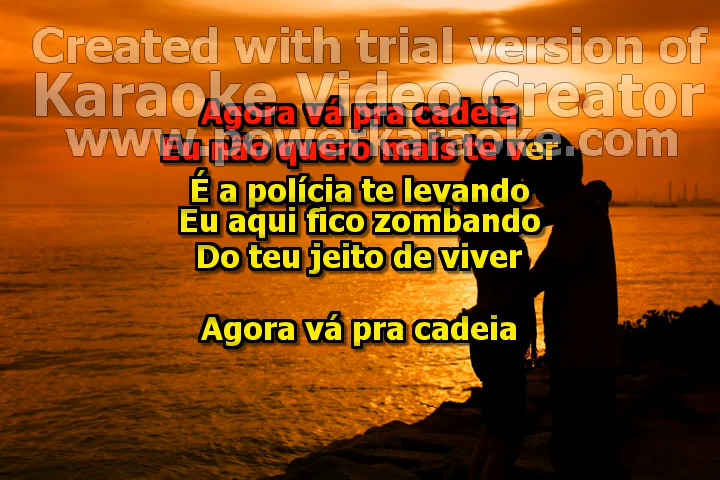 Created with trial version of
Karaoke Video Creator
www.powerkaraoke.com
Agora vá pra cadeia
Eu não quero mais te ver
É a polícia te levando
Eu aqui fico zombando
Do teu jeito de viver
Agora vá pra cadeia